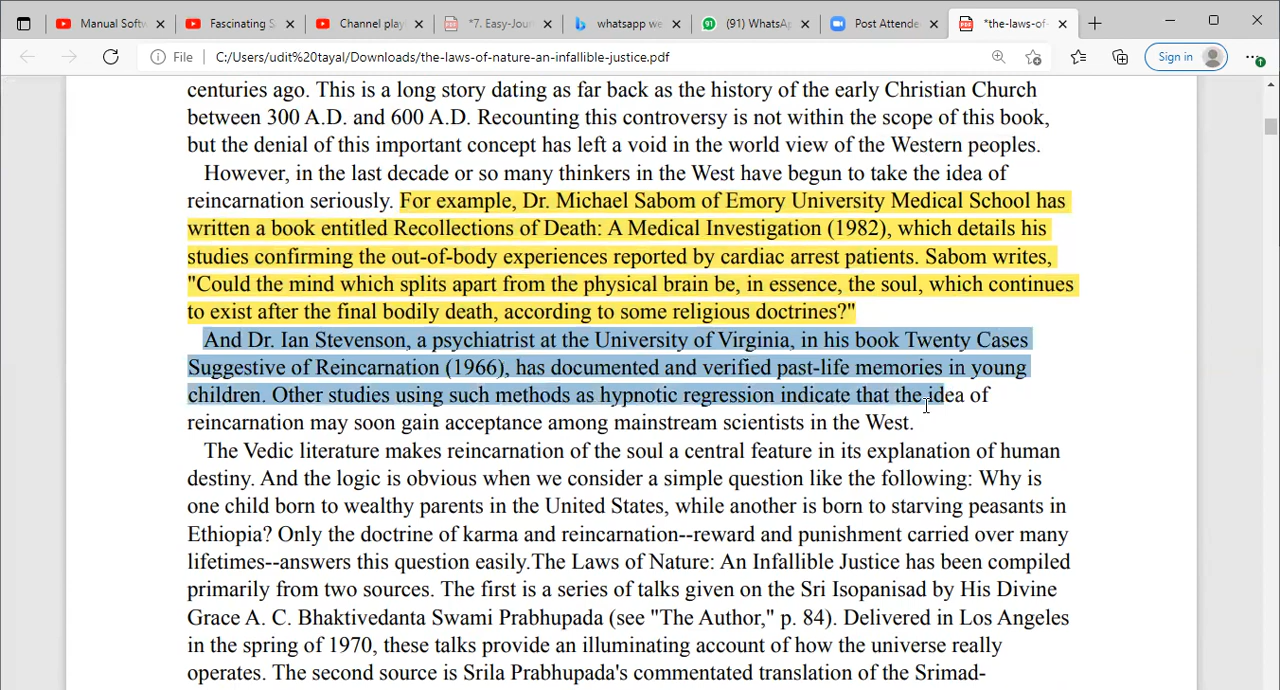 Manual Softw
Fascinating S
Channel play
*7. Easy-Jour
whatsapp we
(91) WhatsAp
Post Attende
*the-laws-of-
File
C:/Users/udit%20tayal/Downloads/the-laws-of-nature-an-infallible-justice.pdf
Sign in
centuries ago. This is a long story dating as far back as the history of the early Christian Church
between 300 A.D. and 600 A.D. Recounting this controversy is not within the scope of this book,
but the denial of this important concept has left a void in the world view of the Western peoples.
However, in the last decade or so many thinkers in the West have begun to take the idea of
reincarnation seriously. For example, Dr. Michael Sabom of Emory University Medical School has
written a book entitled Recollections of Death: A Medical Investigation (1982), which details his
studies confirming the out-of-body experiences reported by cardiac arrest patients. Sabom writes,
"Could the mind which splits apart from the physical brain be, in essence, the soul, which continues
to exist after the final bodily death, according to some religious doctrines?"
And Dr. Ian Stevenson, a psychiatrist at the University of Virginia, in his book Twenty Cases
Suggestive of Reincarnation (1966), has documented and verified past-life memories in young
children. Other studies using such methods as hypnotic regression indicate that the idea of
reincarnation may soon gain acceptance among mainstream scientists in the West.
The Vedic literature makes reincarnation of the soul a central feature in its explanation of human
destiny. And the logic is obvious when we consider a simple question like the following: Why is
one child born to wealthy parents in the United States, while another is born to starving peasants in
Ethiopia? Only the doctrine of karma and reincarnation--reward and punishment carried over many
lifetimes--answers this question easily.The Laws of Nature: An Infallible Justice has been compiled
primarily from two sources. The first is a series of talks given on the Sri Isopanisad by His Divine
Grace A. C. Bhaktivedanta Swami Prabhupada (see "The Author," p. 84). Delivered in Los Angeles
in the spring of 1970, these talks provide an illuminating account of how the universe really
operates. The second source is Srila Prabhupada's commentated translation of the Srimad-